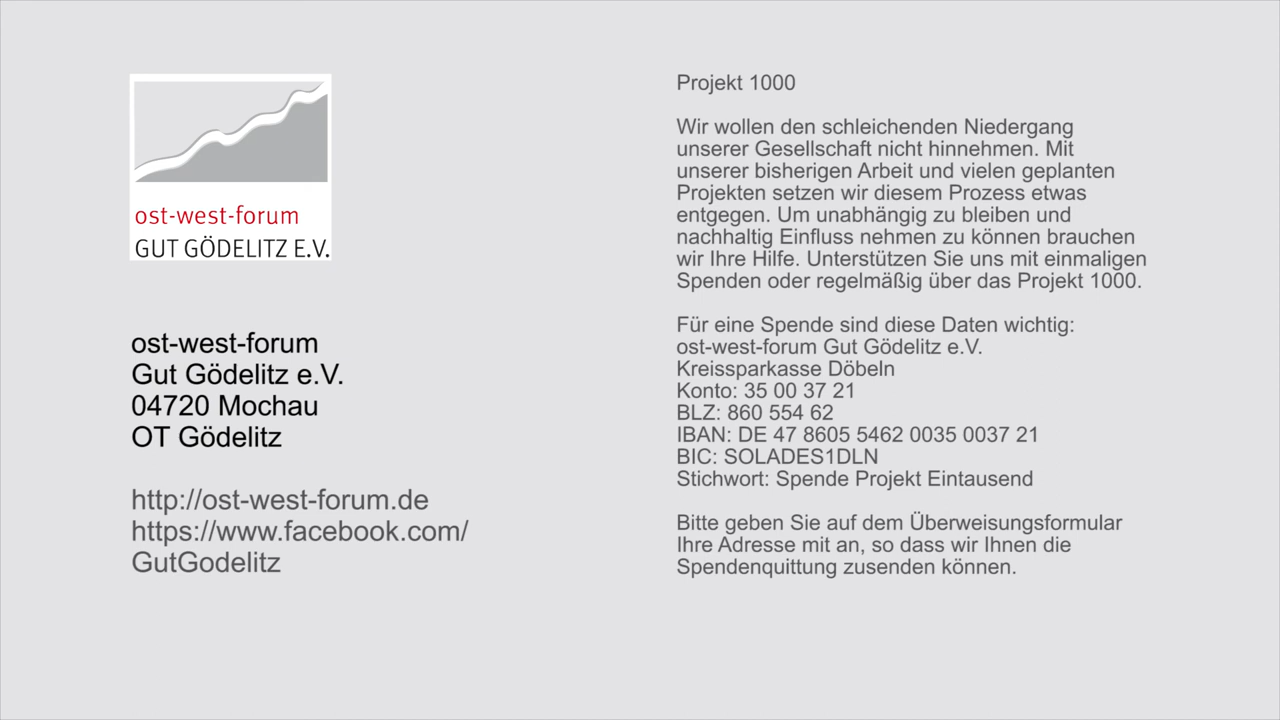 ost-west-forum
GUT GÖDELITZ E.V.
ost-west-forum
Gut Gödelitz e.V.
04720 Mochau
OT Gödelitz
http://ost-west-forum.de
https://www.facebook.com/
GutGodelitz
Projekt 1000
Wir wollen den schleichenden Niedergang
unserer Gesellschaft nicht hinnehmen. Mit
unserer bisherigen Arbeit und vielen geplanten
Projekten setzen wir diesem Prozess etwas
entgegen. Um unabhängig zu bleiben und
nachhaltig Einfluss nehmen zu können brauchen
wir Ihre Hilfe. Unterstützen Sie uns mit einmaligen
Spenden oder regelmäßig über das Projekt 1000.
Für eine Spende sind diese Daten wichtig:
ost-west-forum Gut Gödelitz e.V.
Kreissparkasse Döbeln
Konto: 35 00 37 21
BLZ: 860 554 62
IBAN: DE 47 8605 5462 0035 0037 21
BIC: SOLADES1DLN
Stichwort: Spende Projekt Eintausend
Bitte geben Sie auf dem Überweisungsformular
Ihre Adresse mit an, so dass wir Ihnen die
Spendenquittung zusenden können.